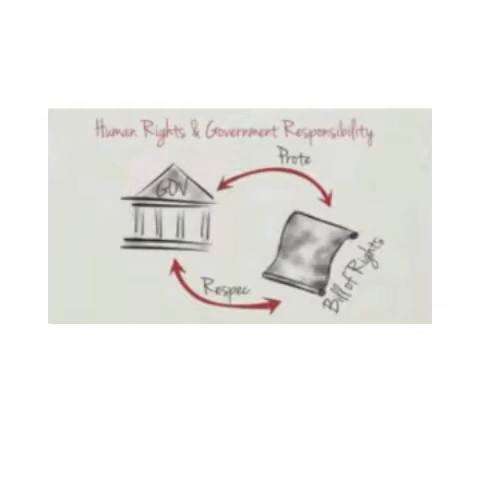 Human Rights & Government Responsibility
Prote
GOV
Bill of Rights
Respec